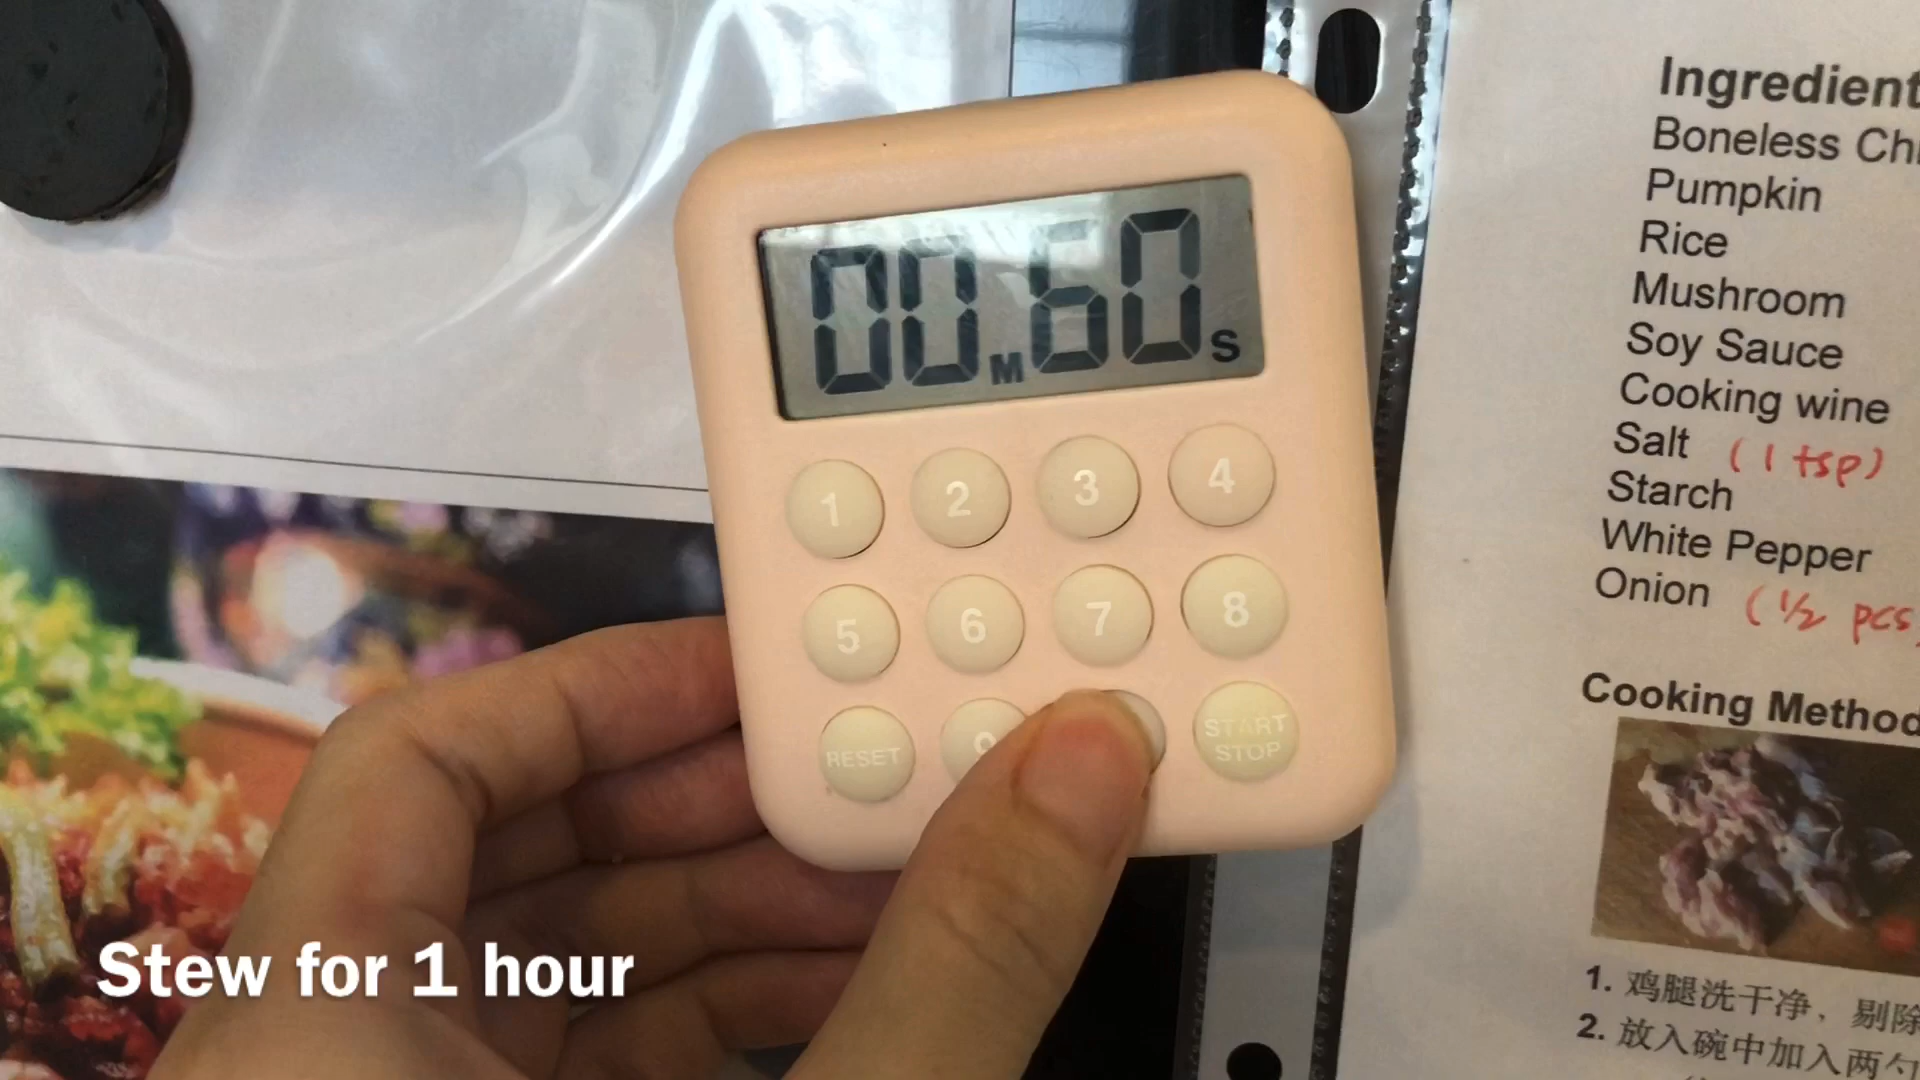 00M60S
1 2 3 4
5 6 7 8
RESET 9 START STOP
Stew for 1 hour
Ingredient
Boneless
Pumpkin
Rice
Mushroom
Soy Sauce
Cooking wine
Salt (1 tsp)
Starch
White Pepper
Onion (1/2 pcs
Cooking Method
1. 鸡腿洗干净，剔除
2. 放入碗中加入两勺